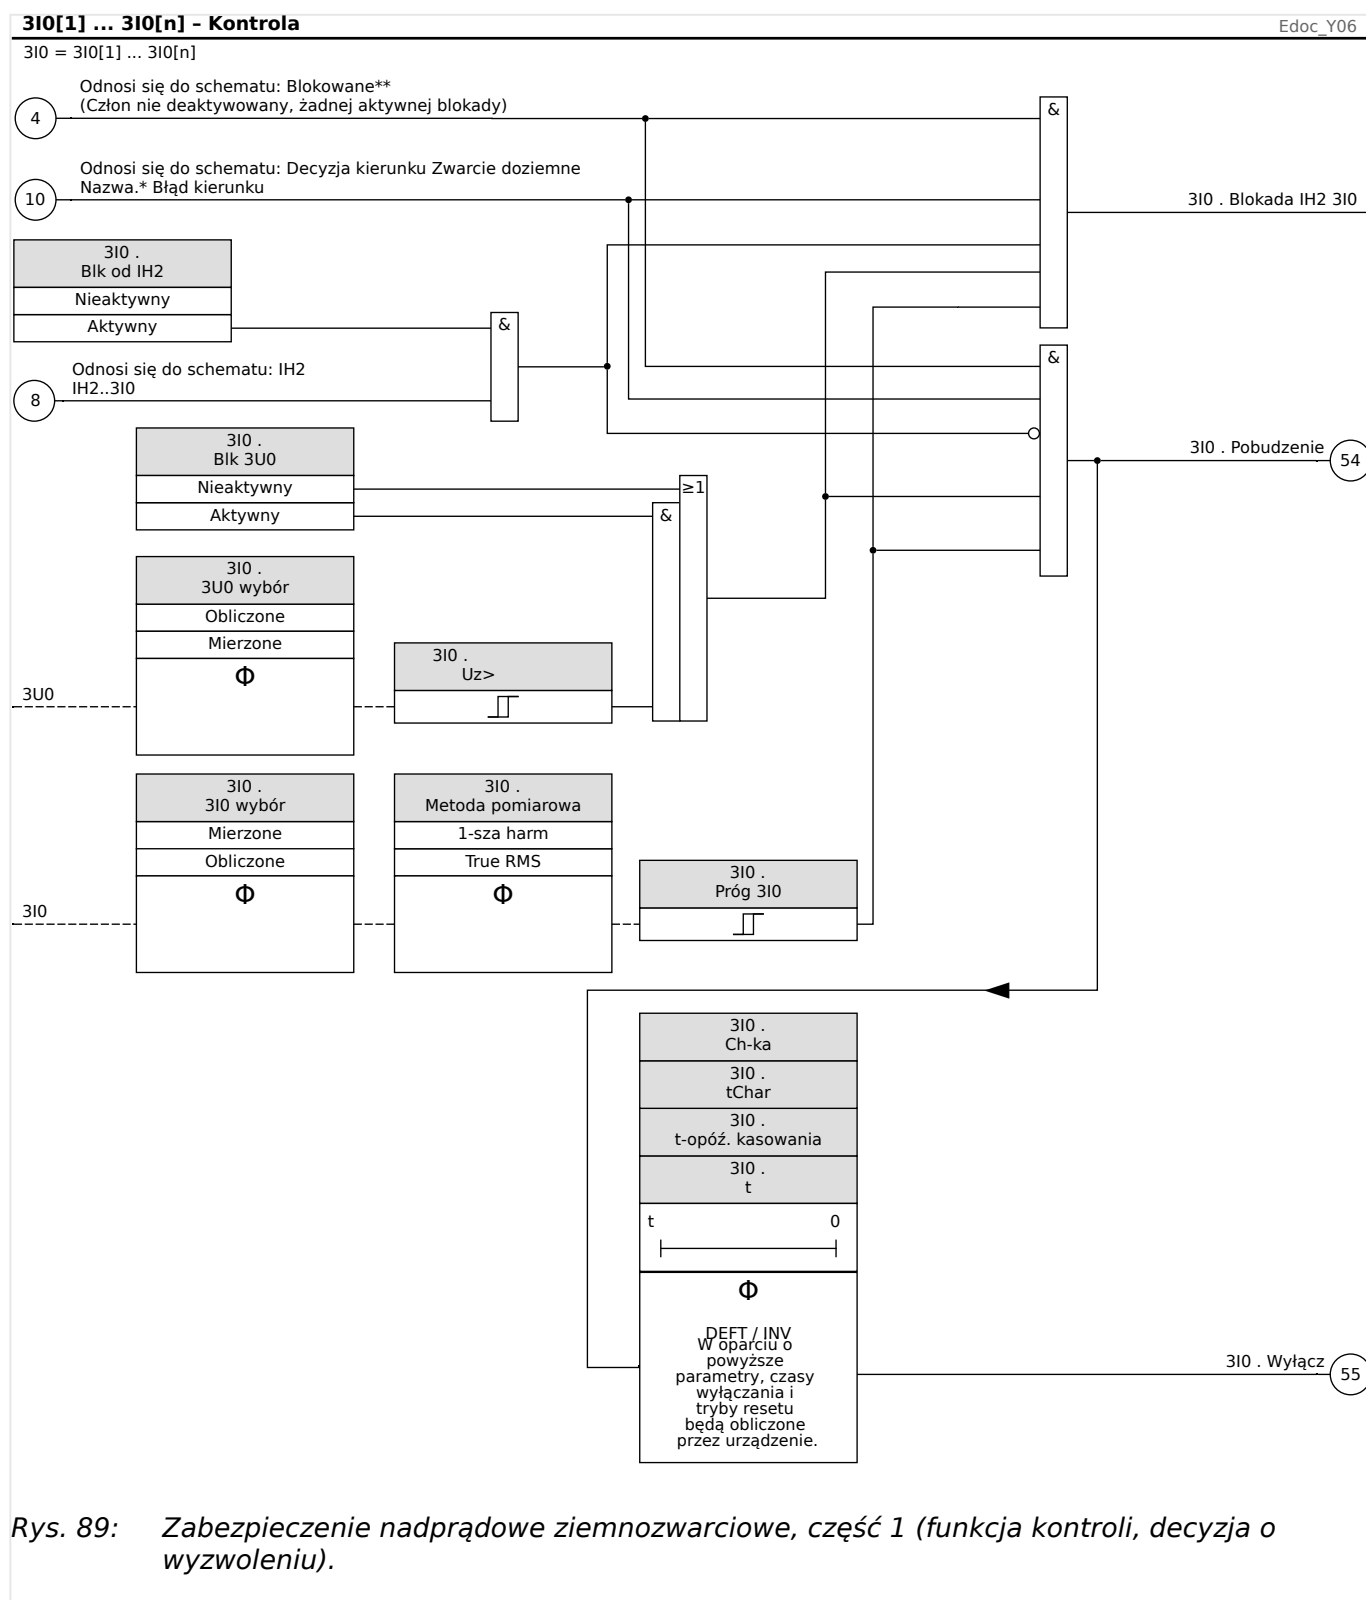 3I0[1] ... 3I0[n] – Kontrola
Edoc_Y06
3I0 = 3I0[1] ... 3I0[n]
Odnosi się do schematu: Blokowane**
(Człon nie deaktywowany, żadnej aktywnej blokady)
4
&
Odnosi się do schematu: Decyzja kierunku Zwarcie doziemne
Nazwa.* Błąd kierunku
10
3I0 . Blokada IH2 3I0
3I0 .
Blk od IH2
Nieaktywny
Aktywny
&
&
Odnosi się do schematu: IH2
IH2..3I0
8
3I0 .
Blk 3U0
Nieaktywny
Aktywny
≥1
&
3I0 . Pobudzenie
54
3I0 .
3U0 wybór
Obliczone
Mierzone
Φ
3U0
3I0 .
Uz>
3I0 .
3I0 wybór
Mierzone
Obliczone
Φ
3I0
3I0 .
Metoda pomiarowa
1-sza harm
True RMS
Φ
3I0 .
Próg 3I0
3I0 .
Ch-ka
3I0 .
tChar
3I0 .
t-opóź. kasowania
3I0 .
t
t 0
Φ
DEFT / INV
W oparciu o
powyższe
parametry, czasy
wyłączania i
tryby resetu
będą obliczone
przez urządzenie.
3I0 . Wyłącz
55
Rys. 89: Zabezpieczenie nadprądowe ziemnozwarciowe, część 1 (funkcja kontroli, decyzja o
wyzwoleniu).